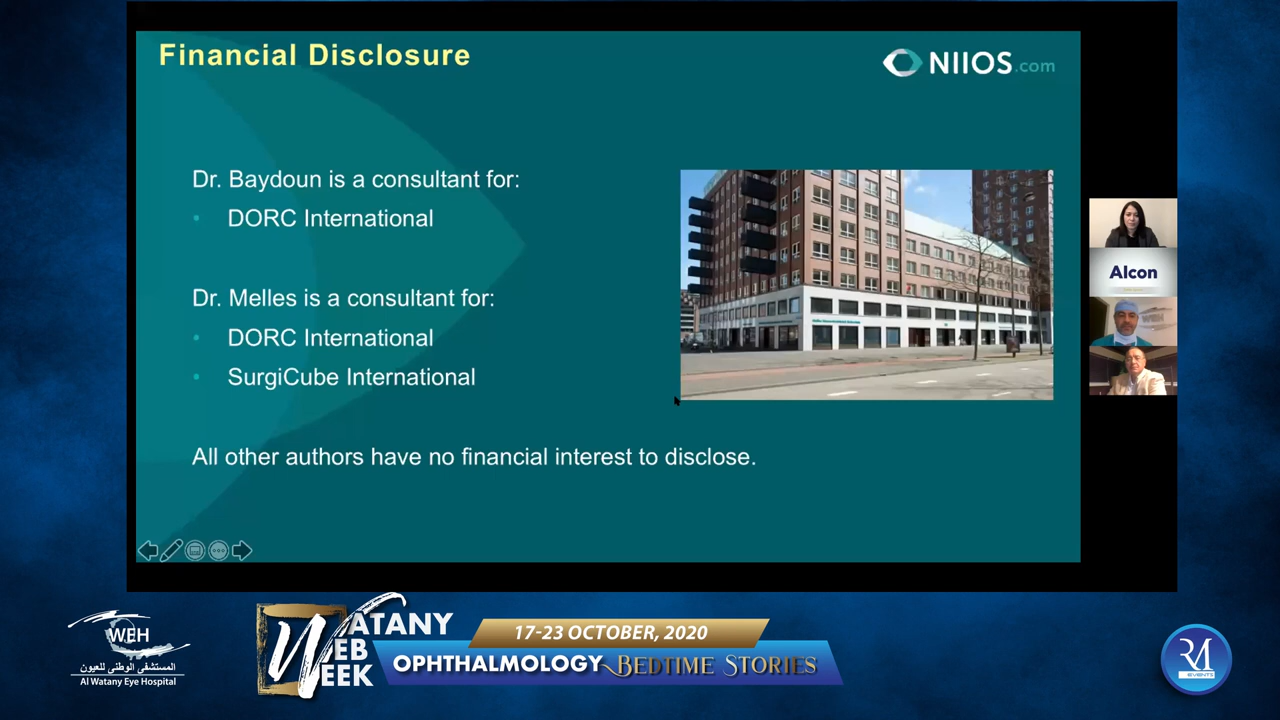 Financial Disclosure
NIIOS.com
Dr. Baydoun is a consultant for:
• DORC International
Dr. Melles is a consultant for:
• DORC International
• SurgiCube International
All other authors have no financial interest to disclose.
Alcon
WEH
المستشفى الوطني للعيون
Al Watany Eye Hospital
WATANY
WEB
WEEK
17-23 OCTOBER, 2020
OPHTHALMOLOGY BEDTIME STORIES
RM
EVENTS